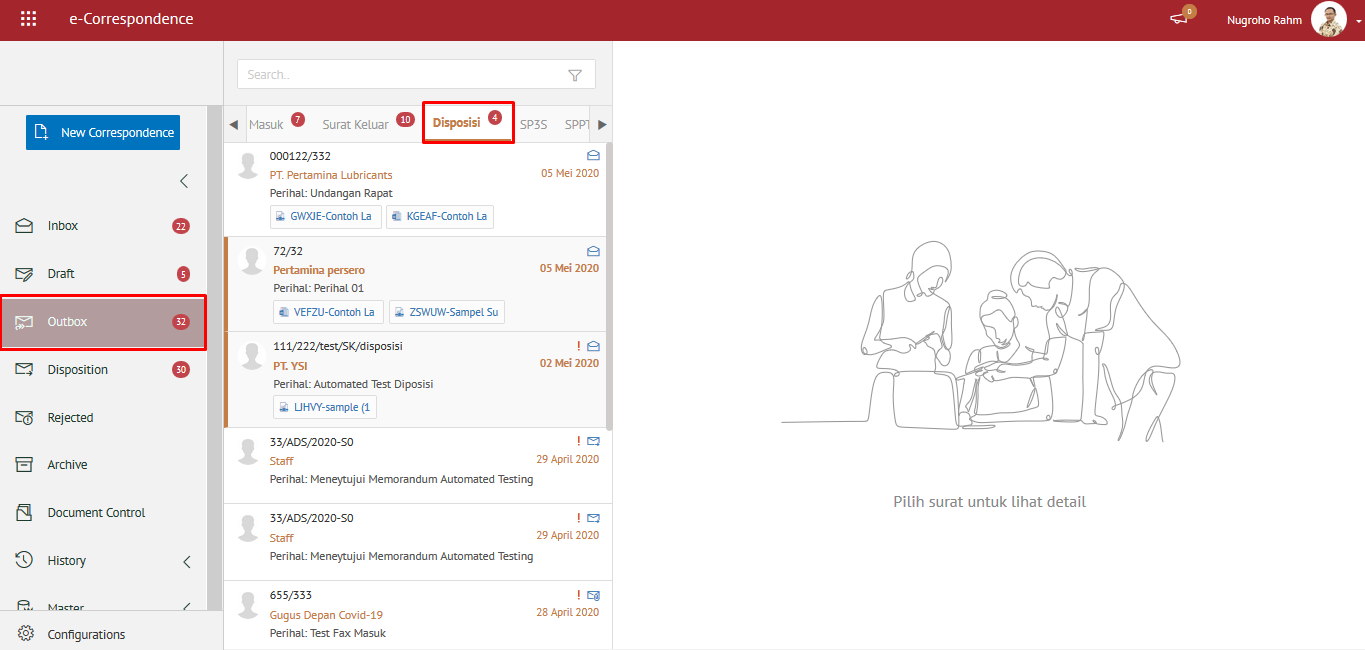 e-Correspondence
0
Nugroho Rahm
Search..
New Correspondence
Inbox 22
Draft 5
Outbox 32
Disposition 30
Rejected
Archive
Document Control
History
Master
Configurations
Masuk 7 Surat Keluar 10 Disposisi 4 SP3S SPPT
000122/332
PT. Pertamina Lubricants 05 Mei 2020
Perihal: Undangan Rapat
GWXJE-Contoh La KGEAF-Contoh La
72/32
Pertamina persero 05 Mei 2020
Perihal: Perihal 01
VEFZU-Contoh La ZSWUW-Sampel Su
111/222/test/SK/disposisi !
PT. YSI 02 Mei 2020
Perihal: Automated Test Diposisi
LJHVY-sample (1
33/ADS/2020-S0 !
Staff 29 April 2020
Perihal: Meneytujui Memorandum Automated Testing
33/ADS/2020-S0 !
Staff 29 April 2020
Perihal: Meneytujui Memorandum Automated Testing
655/333 !
Gugus Depan Covid-19 28 April 2020
Perihal: Test Fax Masuk
Pilih surat untuk lihat detail